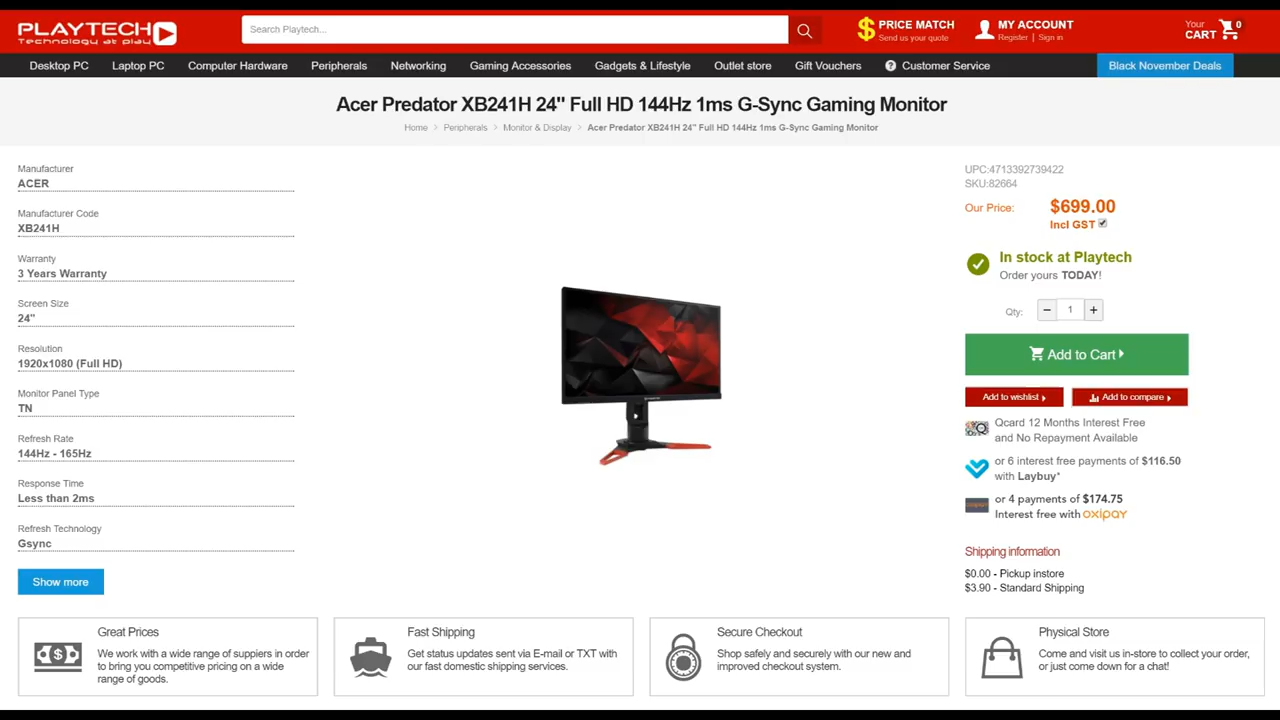 PLAYTECH
Technology at play
Search Playtech...
PRICE MATCH
Send us your quote
MY ACCOUNT
Register | Sign in
Your
CART
0
Desktop PC
Laptop PC
Computer Hardware
Peripherals
Networking
Gaming Accessories
Gadgets & Lifestyle
Outlet store
Gift Vouchers
? Customer Service
Black November Deals
Acer Predator XB241H 24" Full HD 144Hz 1ms G-Sync Gaming Monitor
Home > Peripherals > Monitor & Display > Acer Predator XB241H 24" Full HD 144Hz 1ms G-Sync Gaming Monitor
Manufacturer
ACER
Manufacturer Code
XB241H
Warranty
3 Years Warranty
Screen Size
24"
Resolution
1920x1080 (Full HD)
Monitor Panel Type
TN
Refresh Rate
144Hz - 165Hz
Response Time
Less than 2ms
Refresh Technology
Gsync
Show more
UPC:4713392739422
SKU:82664
Our Price: $699.00
Incl GST
In stock at Playtech
Order yours TODAY!
Qty: − 1 +
Add to Cart
Add to wishlist
Add to compare
Qcard 12 Months Interest Free
and No Repayment Available
or 6 interest free payments of $116.50
with Laybuy*
or 4 payments of $174.75
Interest free with oxipay
Shipping information
$0.00 - Pickup instore
$3.90 - Standard Shipping
Great Prices
We work with a wide range of suppliers in order
to bring you competitive pricing on a wide
range of goods.
Fast Shipping
Get status updates sent via E-mail or TXT with
our fast domestic shipping services.
Secure Checkout
Shop safely and securely with our new and
improved checkout system.
Physical Store
Come and visit us in-store to collect your order,
or just come down for a chat!